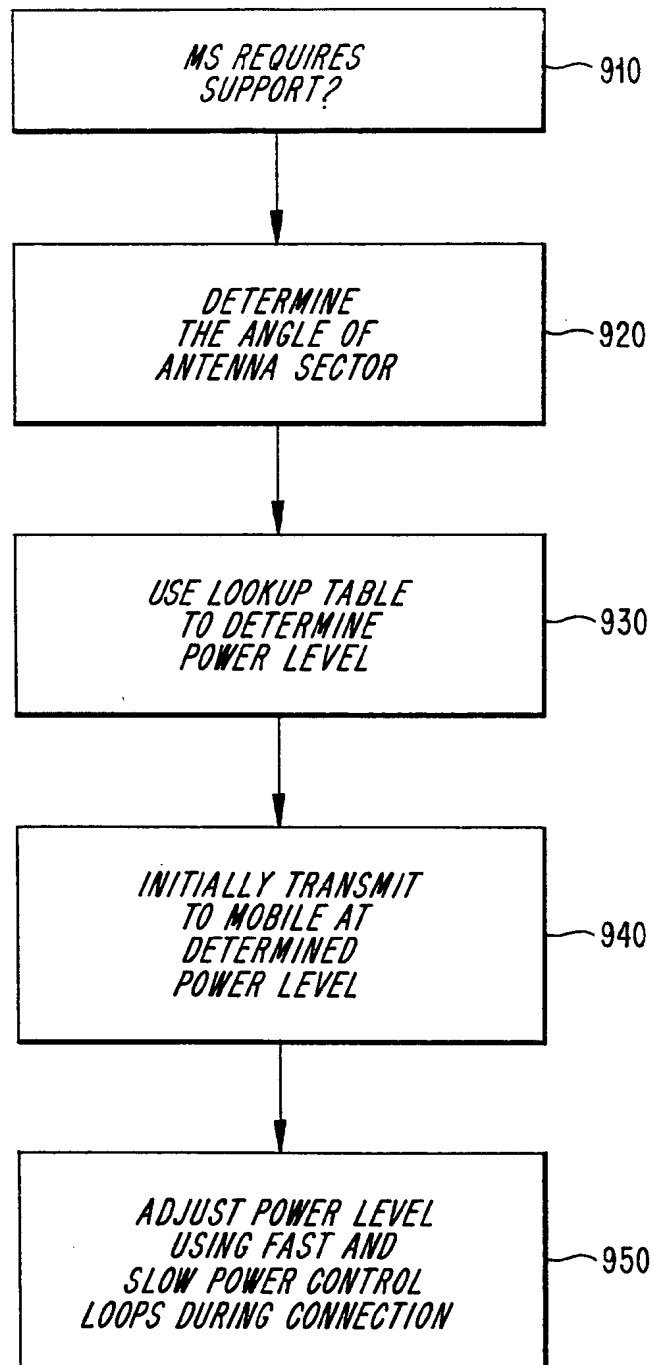 MS REQUIRES
SUPPORT?
910
DETERMINE
THE ANGLE OF
ANTENNA SECTOR
920
USE LOOKUP TABLE
TO DETERMINE
POWER LEVEL
930
INITIALLY TRANSMIT
TO MOBILE AT
DETERMINED
POWER LEVEL
940
ADJUST POWER LEVEL
USING FAST AND
SLOW POWER CONTROL
LOOPS DURING CONNECTION
950